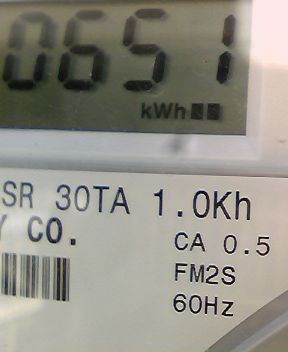 0651
kWh
SR 30TA 1.0Kh
Y CO.
CA 0.5
FM2S
60Hz